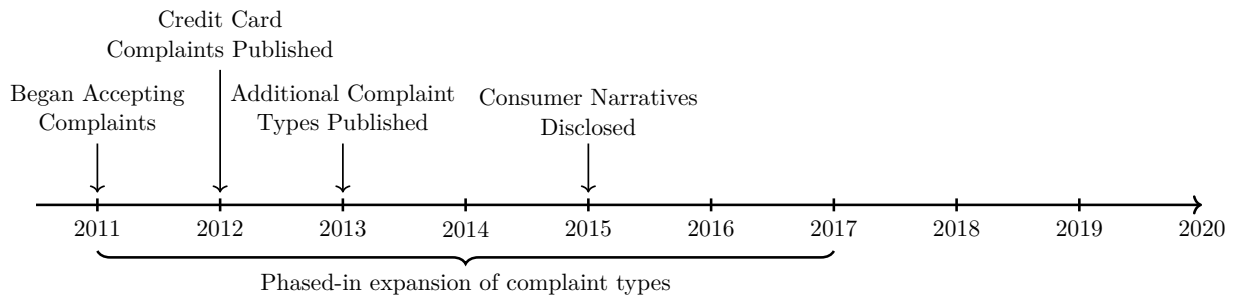 Credit Card
Complaints Published
Began Accepting
Complaints
Additional Complaint
Types Published
Consumer Narratives
Disclosed
2011 2012 2013 2014 2015 2016 2017 2018 2019 2020
Phased-in expansion of complaint types